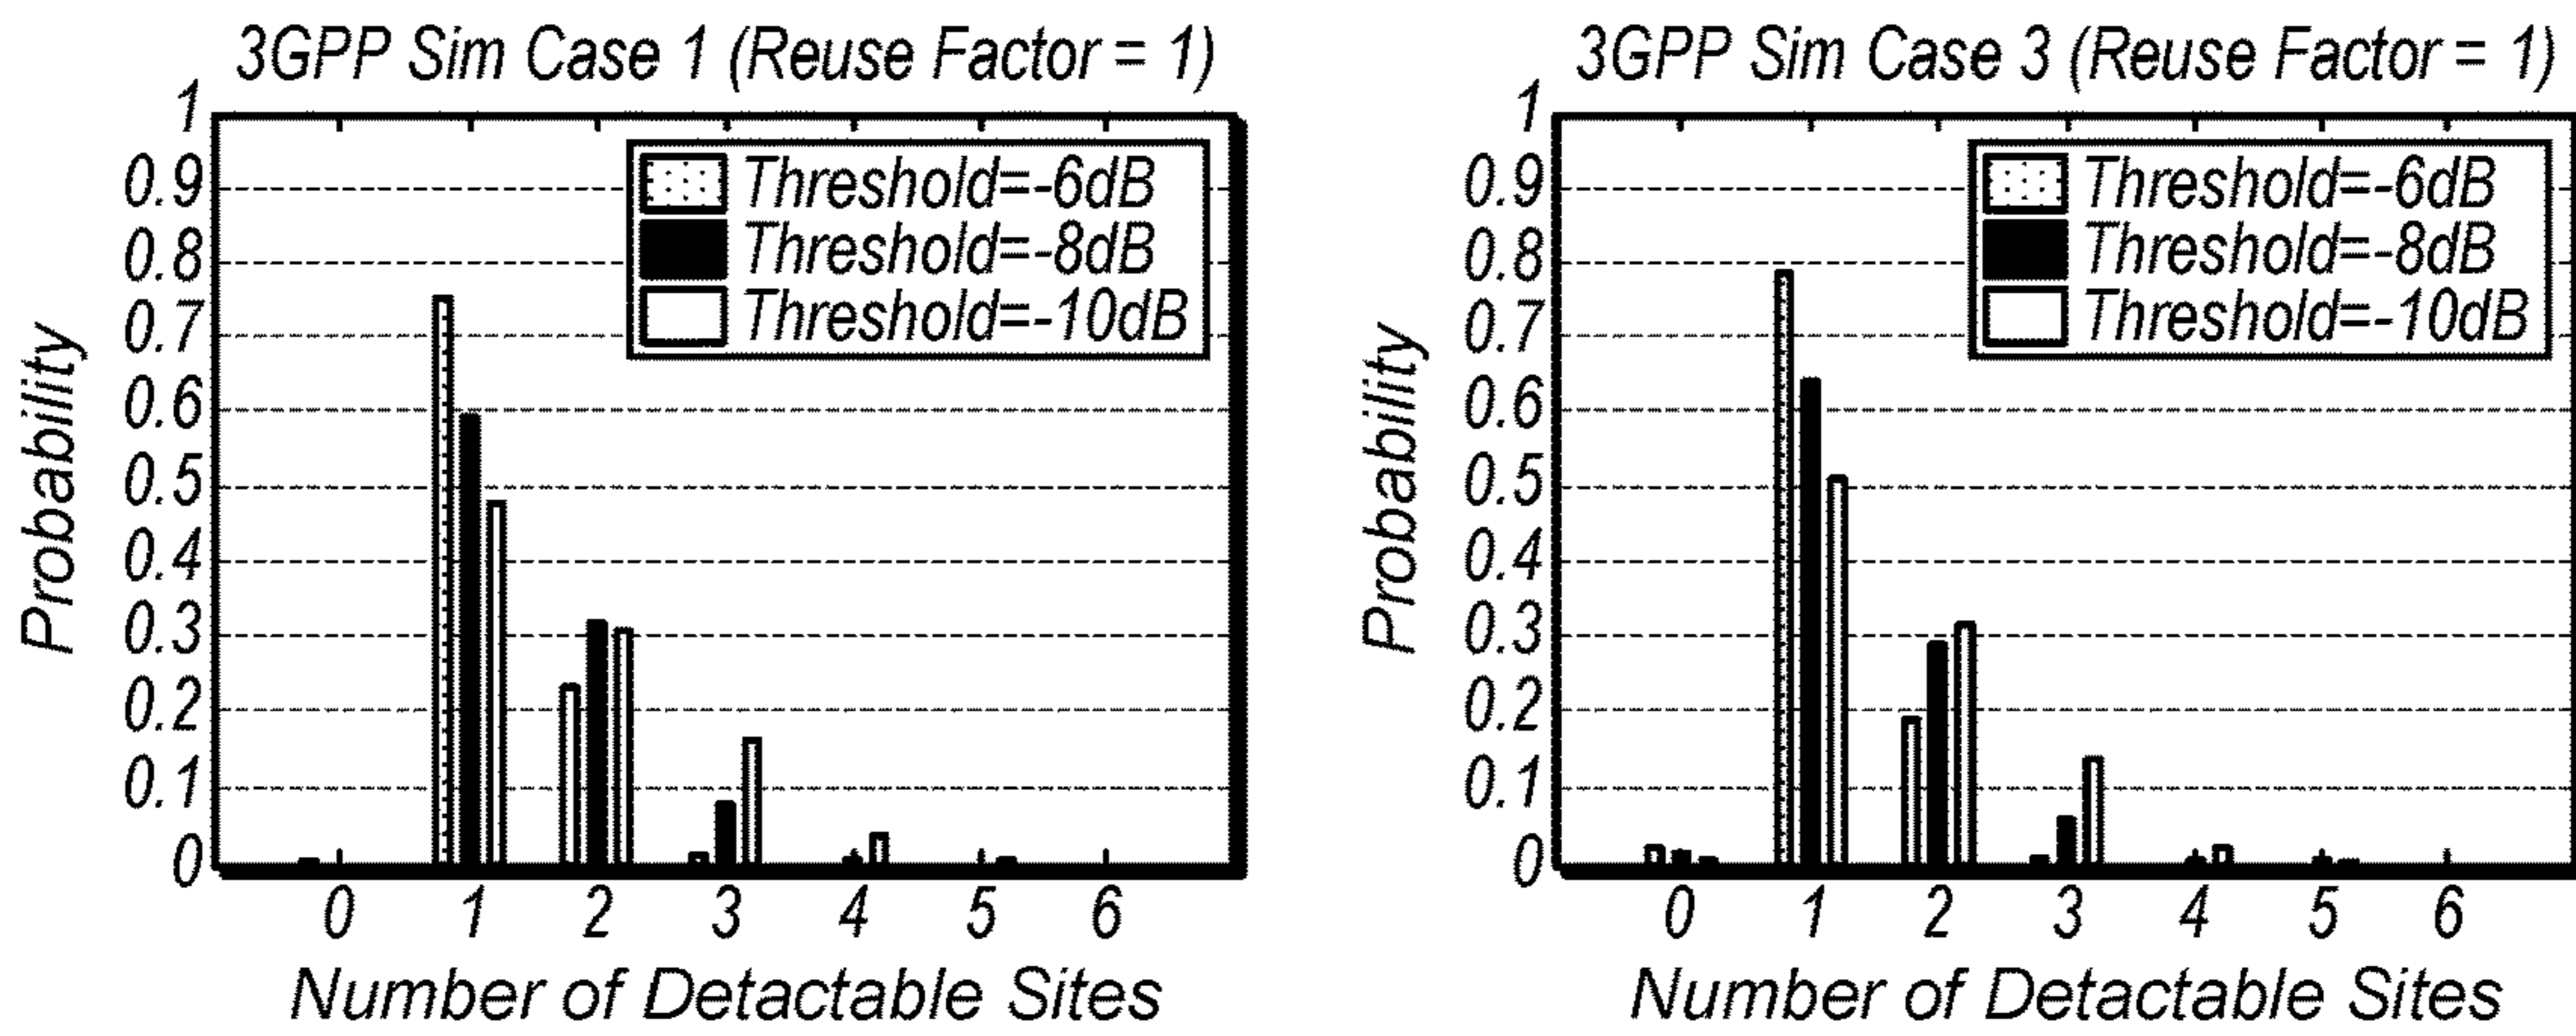 3GPP Sim Case 1 (Reuse Factor = 1)
1
0.9
0.8
0.7
0.6
0.5
0.4
0.3
0.2
0.1
0
Probability
Threshold=-6dB
Threshold=-8dB
Threshold=-10dB
0 1 2 3 4 5 6
Number of Detactable Sites
3GPP Sim Case 3 (Reuse Factor = 1)
1
0.9
0.8
0.7
0.6
0.5
0.4
0.3
0.2
0.1
0
Probability
Threshold=-6dB
Threshold=-8dB
Threshold=-10dB
0 1 2 3 4 5 6
Number of Detactable Sites